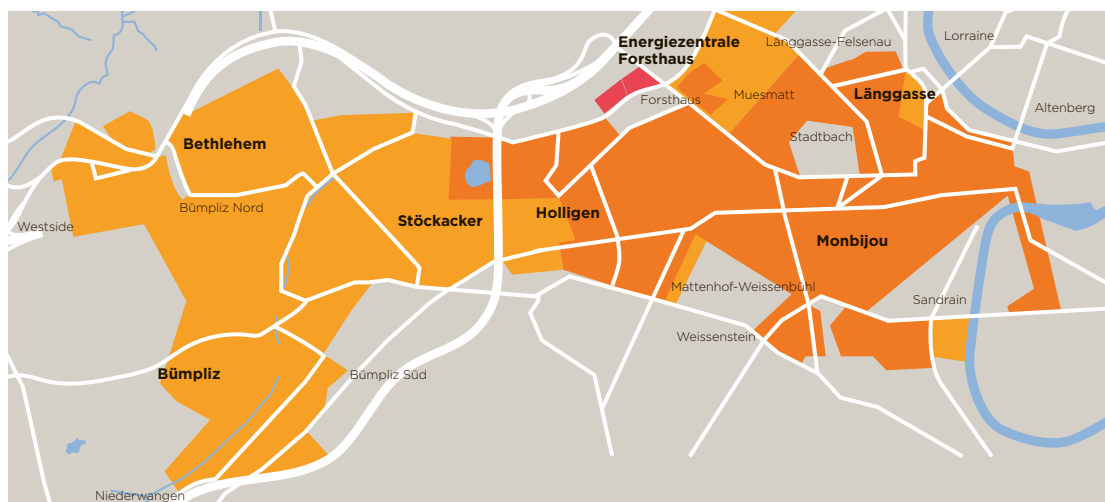 Energiezentrale
Forsthaus
Länggasse-Felsenau
Lorraine
Forsthaus
Muesmatt
Länggasse
Altenberg
Stadtbach
Bethlehem
Bümpliz Nord
Westside
Stöckacker
Holligen
Monbijou
Mattenhof-Weissenbühl
Sandrain
Weissenstein
Bümpliz
Bümpliz Süd
Niederwangen